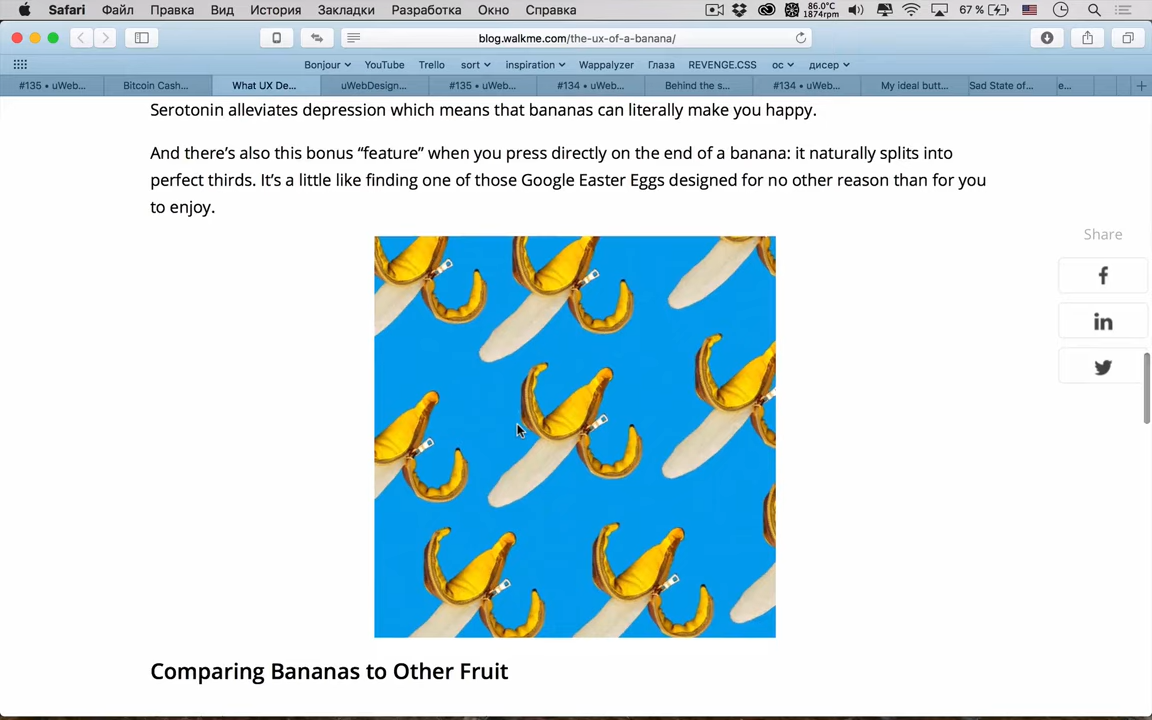 Safari Файл Правка Вид История Закладки Разработка Окно Справка 86.0°C 1874rpm 67 %
blog.walkme.com/the-ux-of-a-banana/
Bonjour YouTube Trello sort inspiration Wappalyzer Глаза REVENGE.CSS ос дисер
#135 • uWeb... Bitcoin Cash... What UX De... uWebDesign... #135 • uWeb... #134 • uWeb... Behind the s... #134 • uWeb... My ideal butt... Sad State of... e...
Serotonin alleviates depression which means that bananas can literally make you happy.
And there’s also this bonus “feature” when you press directly on the end of a banana: it naturally splits into
perfect thirds. It’s a little like finding one of those Google Easter Eggs designed for no other reason than for you
to enjoy.
Share
Comparing Bananas to Other Fruit